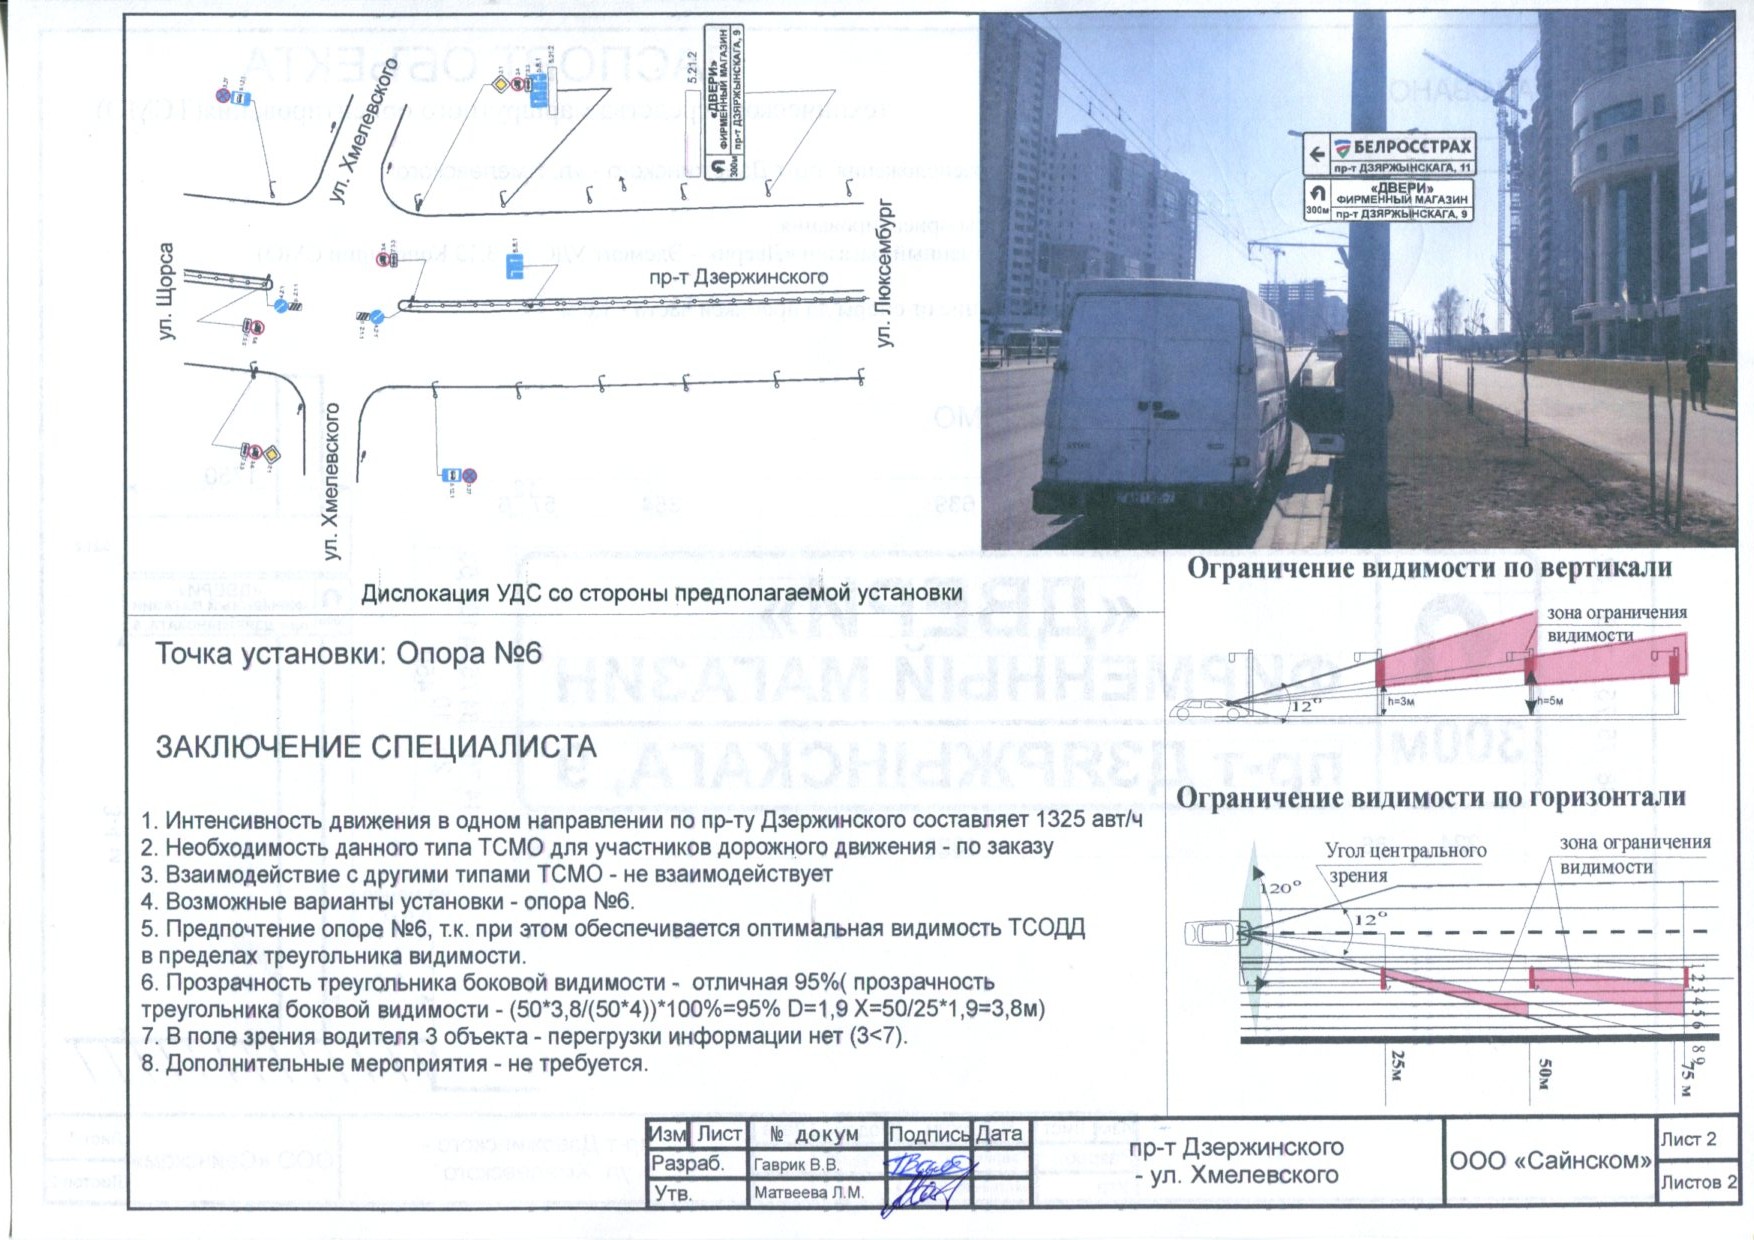 ул. Хмелевского
5.21.2
«ДВЕРИ»
ФИРМЕННЫЙ МАГАЗИН
300м
пр-т ДЗЯРЖЫНСКАГА, 9
ул. Щорса
пр-т Дзержинского
ул. Люксембург
ул. Хмелевского
Дислокация УДС со стороны предполагаемой установки
БЕЛРОССТРАХ
пр-т ДЗЯРЖЫНСКАГА, 11
«ДВЕРИ»
ФИРМЕННЫЙ МАГАЗИН
300м
пр-т ДЗЯРЖЫНСКАГА, 9
Точка установки: Опора №6
ЗАКЛЮЧЕНИЕ СПЕЦИАЛИСТА
1. Интенсивность движения в одном направлении по пр-ту Дзержинского составляет 1325 авт/ч
2. Необходимость данного типа ТСМО для участников дорожного движения - по заказу
3. Взаимодействие с другими типами ТСМО - не взаимодействует
4. Возможные варианты установки - опора №6.
5. Предпочтение опоре №6, т.к. при этом обеспечивается оптимальная видимость ТСОДД
в пределах треугольника видимости.
6. Прозрачность треугольника боковой видимости - отличная 95%( прозрачность
треугольника боковой видимости - (50*3,8/(50*4))*100%=95% D=1,9 X=50/25*1,9=3,8м)
7. В поле зрения водителя 3 объекта - перегрузки информации нет (3<7).
8. Дополнительные мероприятия - не требуется.
Ограничение видимости по вертикали
зона ограничения
видимости
12°
h=3м
h=5м
Ограничение видимости по горизонтали
Угол центрального
зрения
зона ограничения
видимости
120°
12°
1 2 3 4 5 6
8 9
25м
50м
75 м
Изм Лист № докум Подпись Дата
Разраб. Гаврик В.В.
Утв. Матвеева Л.М.
пр-т Дзержинского
- ул. Хмелевского
ООО «Сайнском»
Лист 2
Листов 2